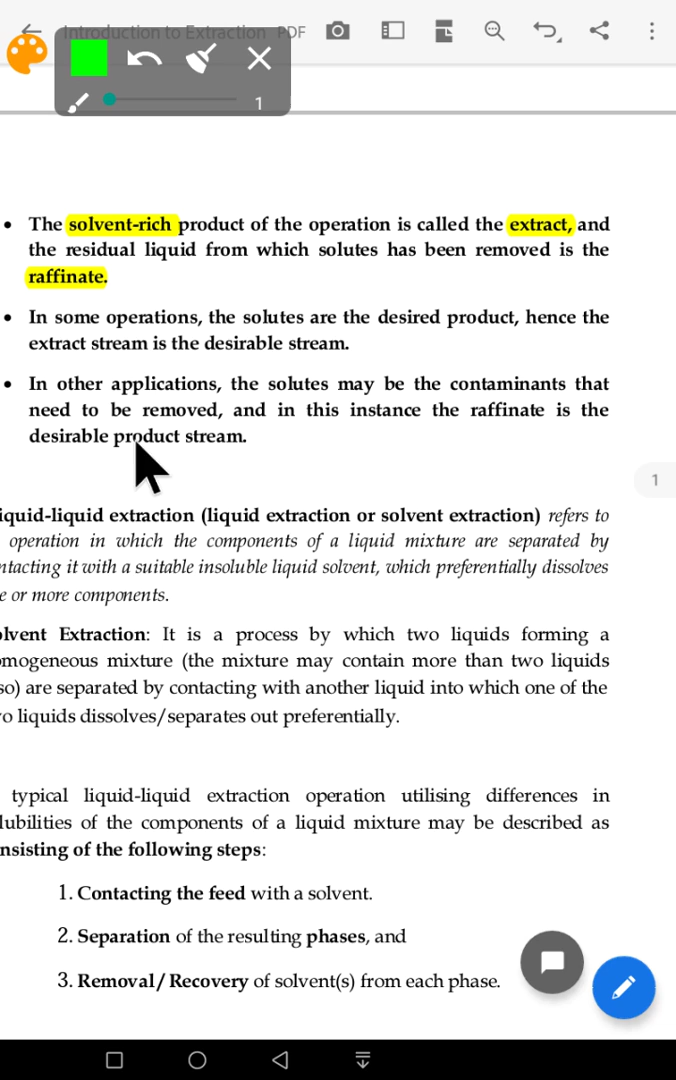 Introduction to Extraction PDF
1
• The solvent-rich product of the operation is called the extract, and
the residual liquid from which solutes has been removed is the
raffinate.
• In some operations, the solutes are the desired product, hence the
extract stream is the desirable stream.
• In other applications, the solutes may be the contaminants that
need to be removed, and in this instance the raffinate is the
desirable product stream.
1
iquid-liquid extraction (liquid extraction or solvent extraction) refers to
operation in which the components of a liquid mixture are separated by
ntacting it with a suitable insoluble liquid solvent, which preferentially dissolves
e or more components.
olvent Extraction: It is a process by which two liquids forming a
omogeneous mixture (the mixture may contain more than two liquids
so) are separated by contacting with another liquid into which one of the
o liquids dissolves/separates out preferentially.
typical liquid-liquid extraction operation utilising differences in
lubilities of the components of a liquid mixture may be described as
nsisting of the following steps:
1. Contacting the feed with a solvent.
2. Separation of the resulting phases, and
3. Removal/Recovery of solvent(s) from each phase.